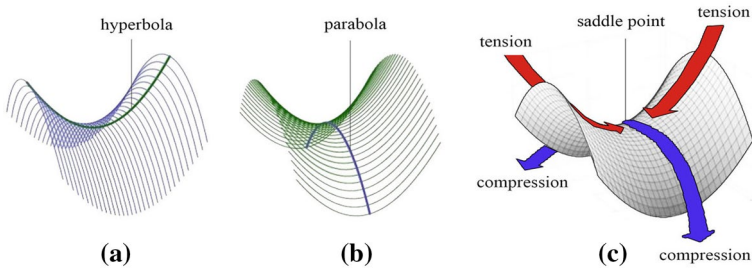 hyperbola
parabola
tension
saddle point
tension
compression
compression
(a)
(b)
(c)